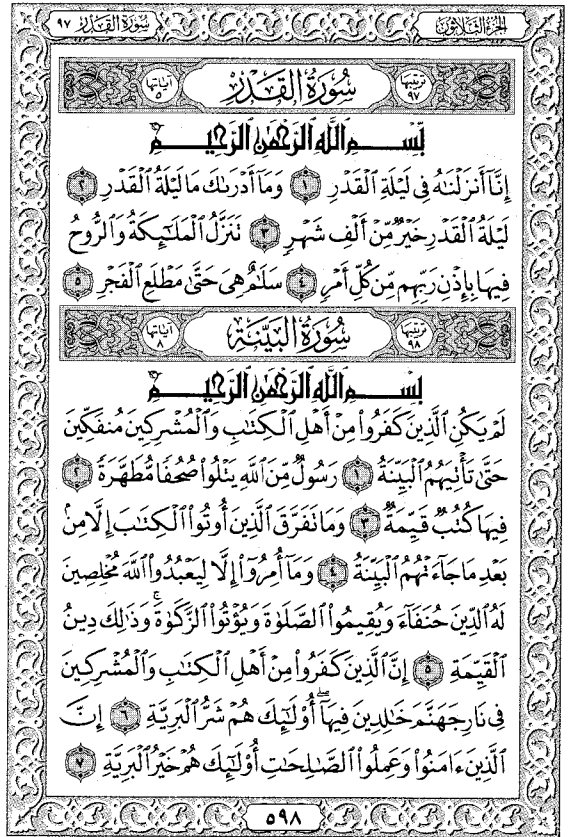 الجزء الثلاثون سورة القدر ٩٧
ترتيبها ٩٧ سُورَةُ القَدْرِ آياتها ٥
بِسْمِ ٱللَّهِ ٱلرَّحْمَٰنِ ٱلرَّحِيمِ
إِنَّآ أَنزَلْنَٰهُ فِى لَيْلَةِ ٱلْقَدْرِ ١ وَمَآ أَدْرَىٰكَ مَا لَيْلَةُ ٱلْقَدْرِ ٢
لَيْلَةُ ٱلْقَدْرِ خَيْرٌ مِّنْ أَلْفِ شَهْرٍ ٣ تَنَزَّلُ ٱلْمَلَٰٓئِكَةُ وَٱلرُّوحُ
فِيهَا بِإِذْنِ رَبِّهِم مِّن كُلِّ أَمْرٍ ٤ سَلَٰمٌ هِىَ حَتَّىٰ مَطْلَعِ ٱلْفَجْرِ ٥
ترتيبها ٩٨ سُورَةُ البَيِّنَةِ آياتها ٨
بِسْمِ ٱللَّهِ ٱلرَّحْمَٰنِ ٱلرَّحِيمِ
لَمْ يَكُنِ ٱلَّذِينَ كَفَرُوا۟ مِنْ أَهْلِ ٱلْكِتَٰبِ وَٱلْمُشْرِكِينَ مُنفَكِّينَ
حَتَّىٰ تَأْتِيَهُمُ ٱلْبَيِّنَةُ ١ رَسُولٌ مِّنَ ٱللَّهِ يَتْلُوا۟ صُحُفًا مُّطَهَّرَةً ٢
فِيهَا كُتُبٌ قَيِّمَةٌ ٣ وَمَا تَفَرَّقَ ٱلَّذِينَ أُوتُوا۟ ٱلْكِتَٰبَ إِلَّا مِنۢ
بَعْدِ مَا جَآءَتْهُمُ ٱلْبَيِّنَةُ ٤ وَمَآ أُمِرُوٓا۟ إِلَّا لِيَعْبُدُوا۟ ٱللَّهَ مُخْلِصِينَ
لَهُ ٱلدِّينَ حُنَفَآءَ وَيُقِيمُوا۟ ٱلصَّلَوٰةَ وَيُؤْتُوا۟ ٱلزَّكَوٰةَ ۚ وَذَٰلِكَ دِينُ
ٱلْقَيِّمَةِ ٥ إِنَّ ٱلَّذِينَ كَفَرُوا۟ مِنْ أَهْلِ ٱلْكِتَٰبِ وَٱلْمُشْرِكِينَ
فِى نَارِ جَهَنَّمَ خَٰلِدِينَ فِيهَآ ۚ أُو۟لَٰٓئِكَ هُمْ شَرُّ ٱلْبَرِيَّةِ ٦ إِنَّ
ٱلَّذِينَ ءَامَنُوا۟ وَعَمِلُوا۟ ٱلصَّٰلِحَٰتِ أُو۟لَٰٓئِكَ هُمْ خَيْرُ ٱلْبَرِيَّةِ ٧
٥٩٨